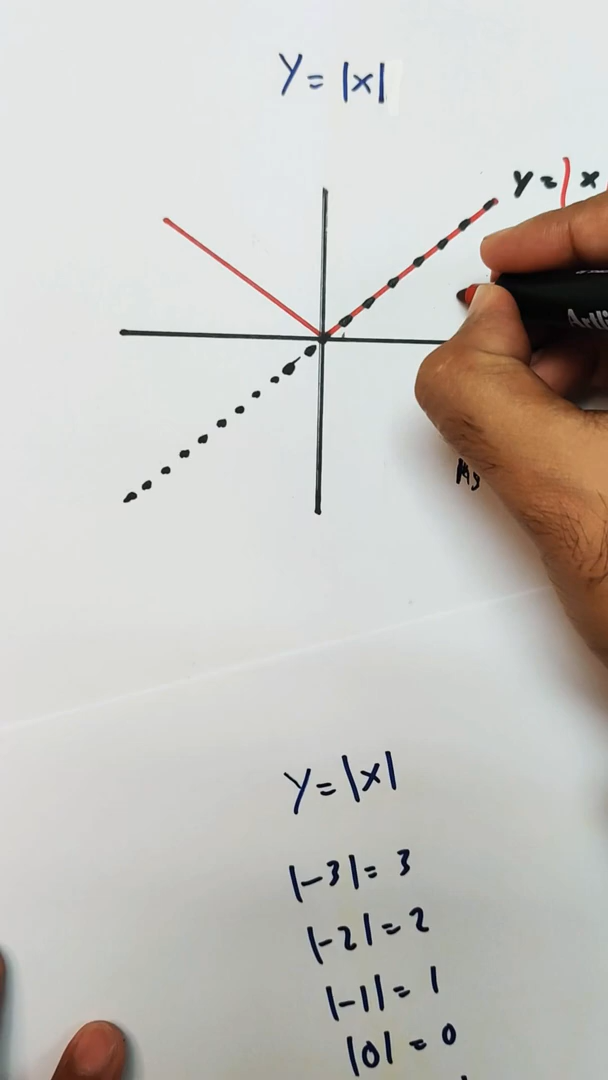 Y = |x|
y = |x
Y = |x|
|-3| = 3
|-2| = 2
|-1| = 1
|0| = 0